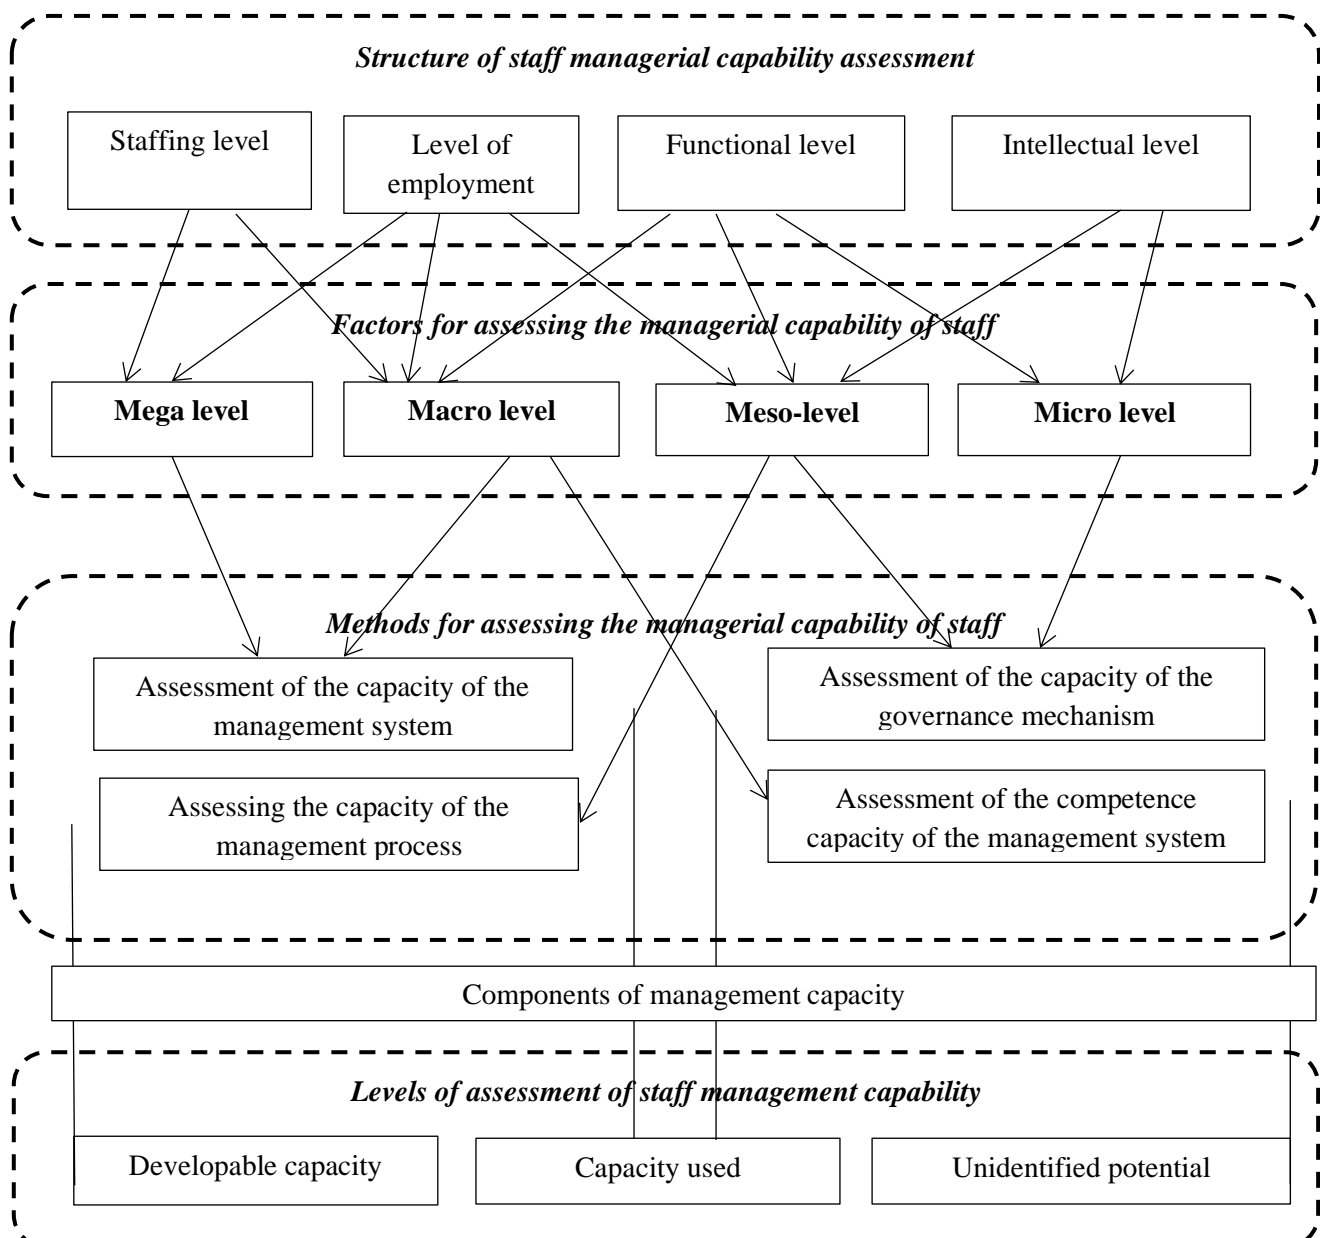 Structure of staff managerial capability assessment
Staffing level
Level of
employment
Functional level
Intellectual level
Factors for assessing the managerial capability of staff
Mega level
Macro level
Meso-level
Micro level
Methods for assessing the managerial capability of staff
Assessment of the capacity of the
management system
Assessment of the capacity of the
governance mechanism
Assessing the capacity of the
management process
Assessment of the competence
capacity of the management system
Components of management capacity
Levels of assessment of staff management capability
Developable capacity
Capacity used
Unidentified potential